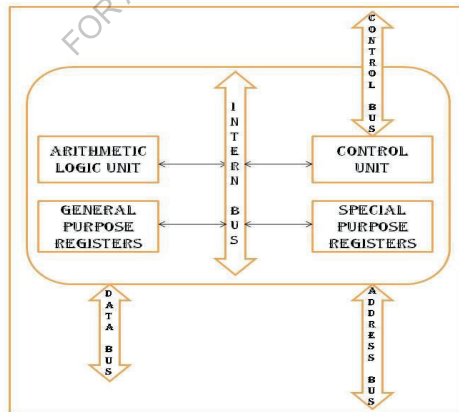 FOR
CONTROL BUS
INTERN BUS
ARITHMETIC
LOGIC UNIT
CONTROL
UNIT
GENERAL
PURPOSE
REGISTERS
SPECIAL
PURPOSE
REGISTERS
DATA BUS
ADDRESS BUS